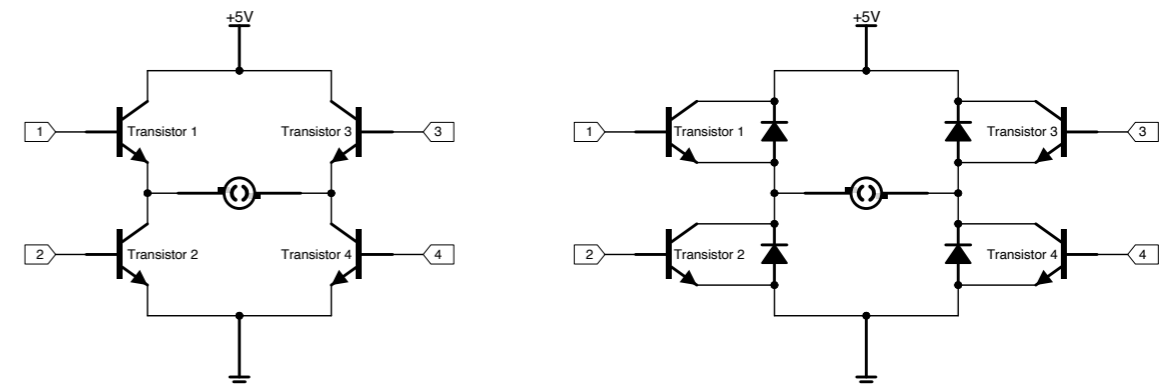 +5V
+5V
1
Transistor 1
Transistor 3
3
1
Transistor 1
Transistor 3
3
2
Transistor 2
Transistor 4
4
2
Transistor 2
Transistor 4
4